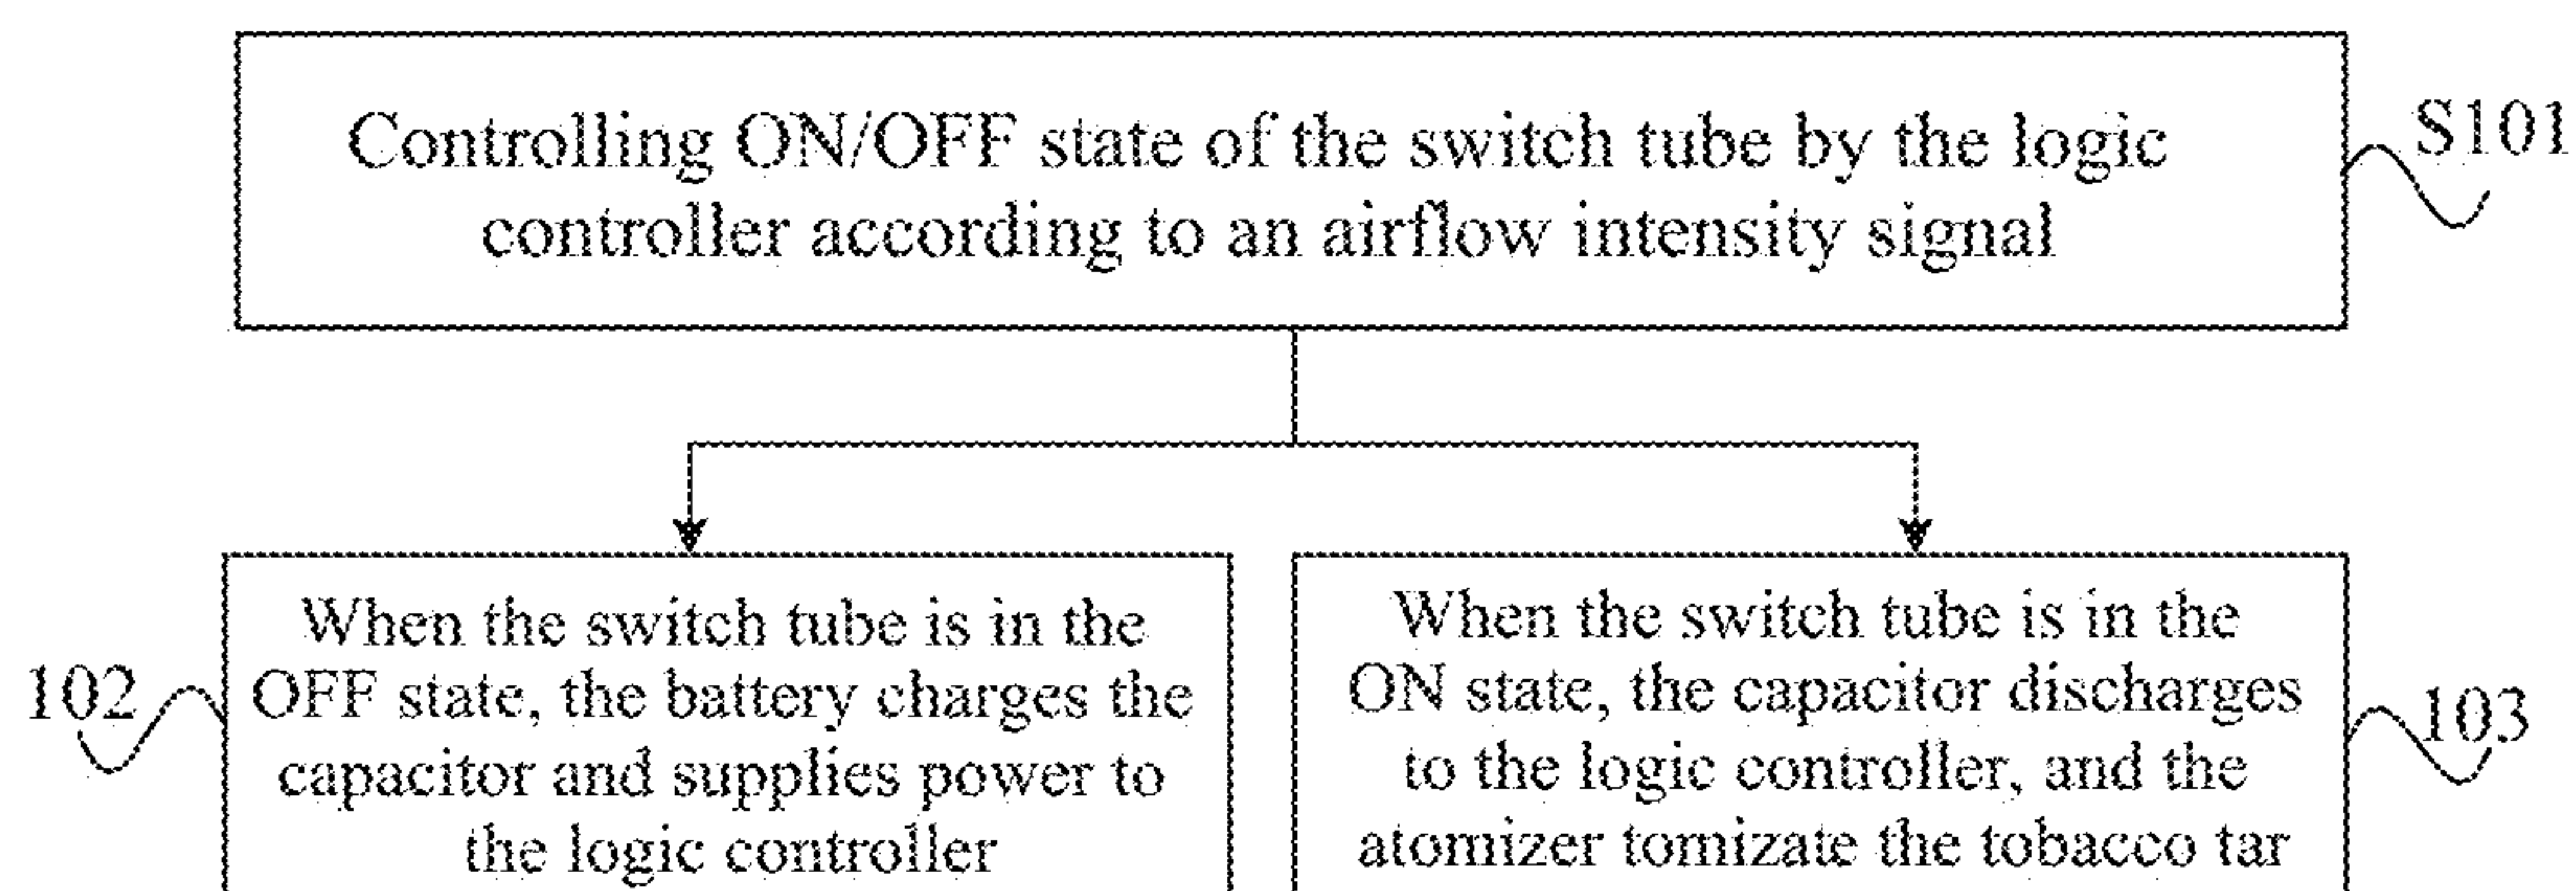 Controlling ON/OFF state of the switch tube by the logic
controller according to an airflow intensity signal
S101
When the switch tube is in the
OFF state, the battery charges the
capacitor and supplies power to
the logic controller
102
When the switch tube is in the
ON state, the capacitor discharges
to the logic controller, and the
atomizer tomizate the tobacco tar
103